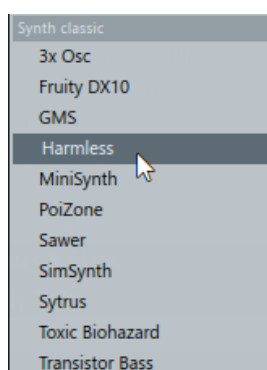 Synth classic
3x Osc
Fruity DX10
GMS
Harmless
MiniSynth
PoiZone
Sawer
SimSynth
Sytrus
Toxic Biohazard
Transistor Bass